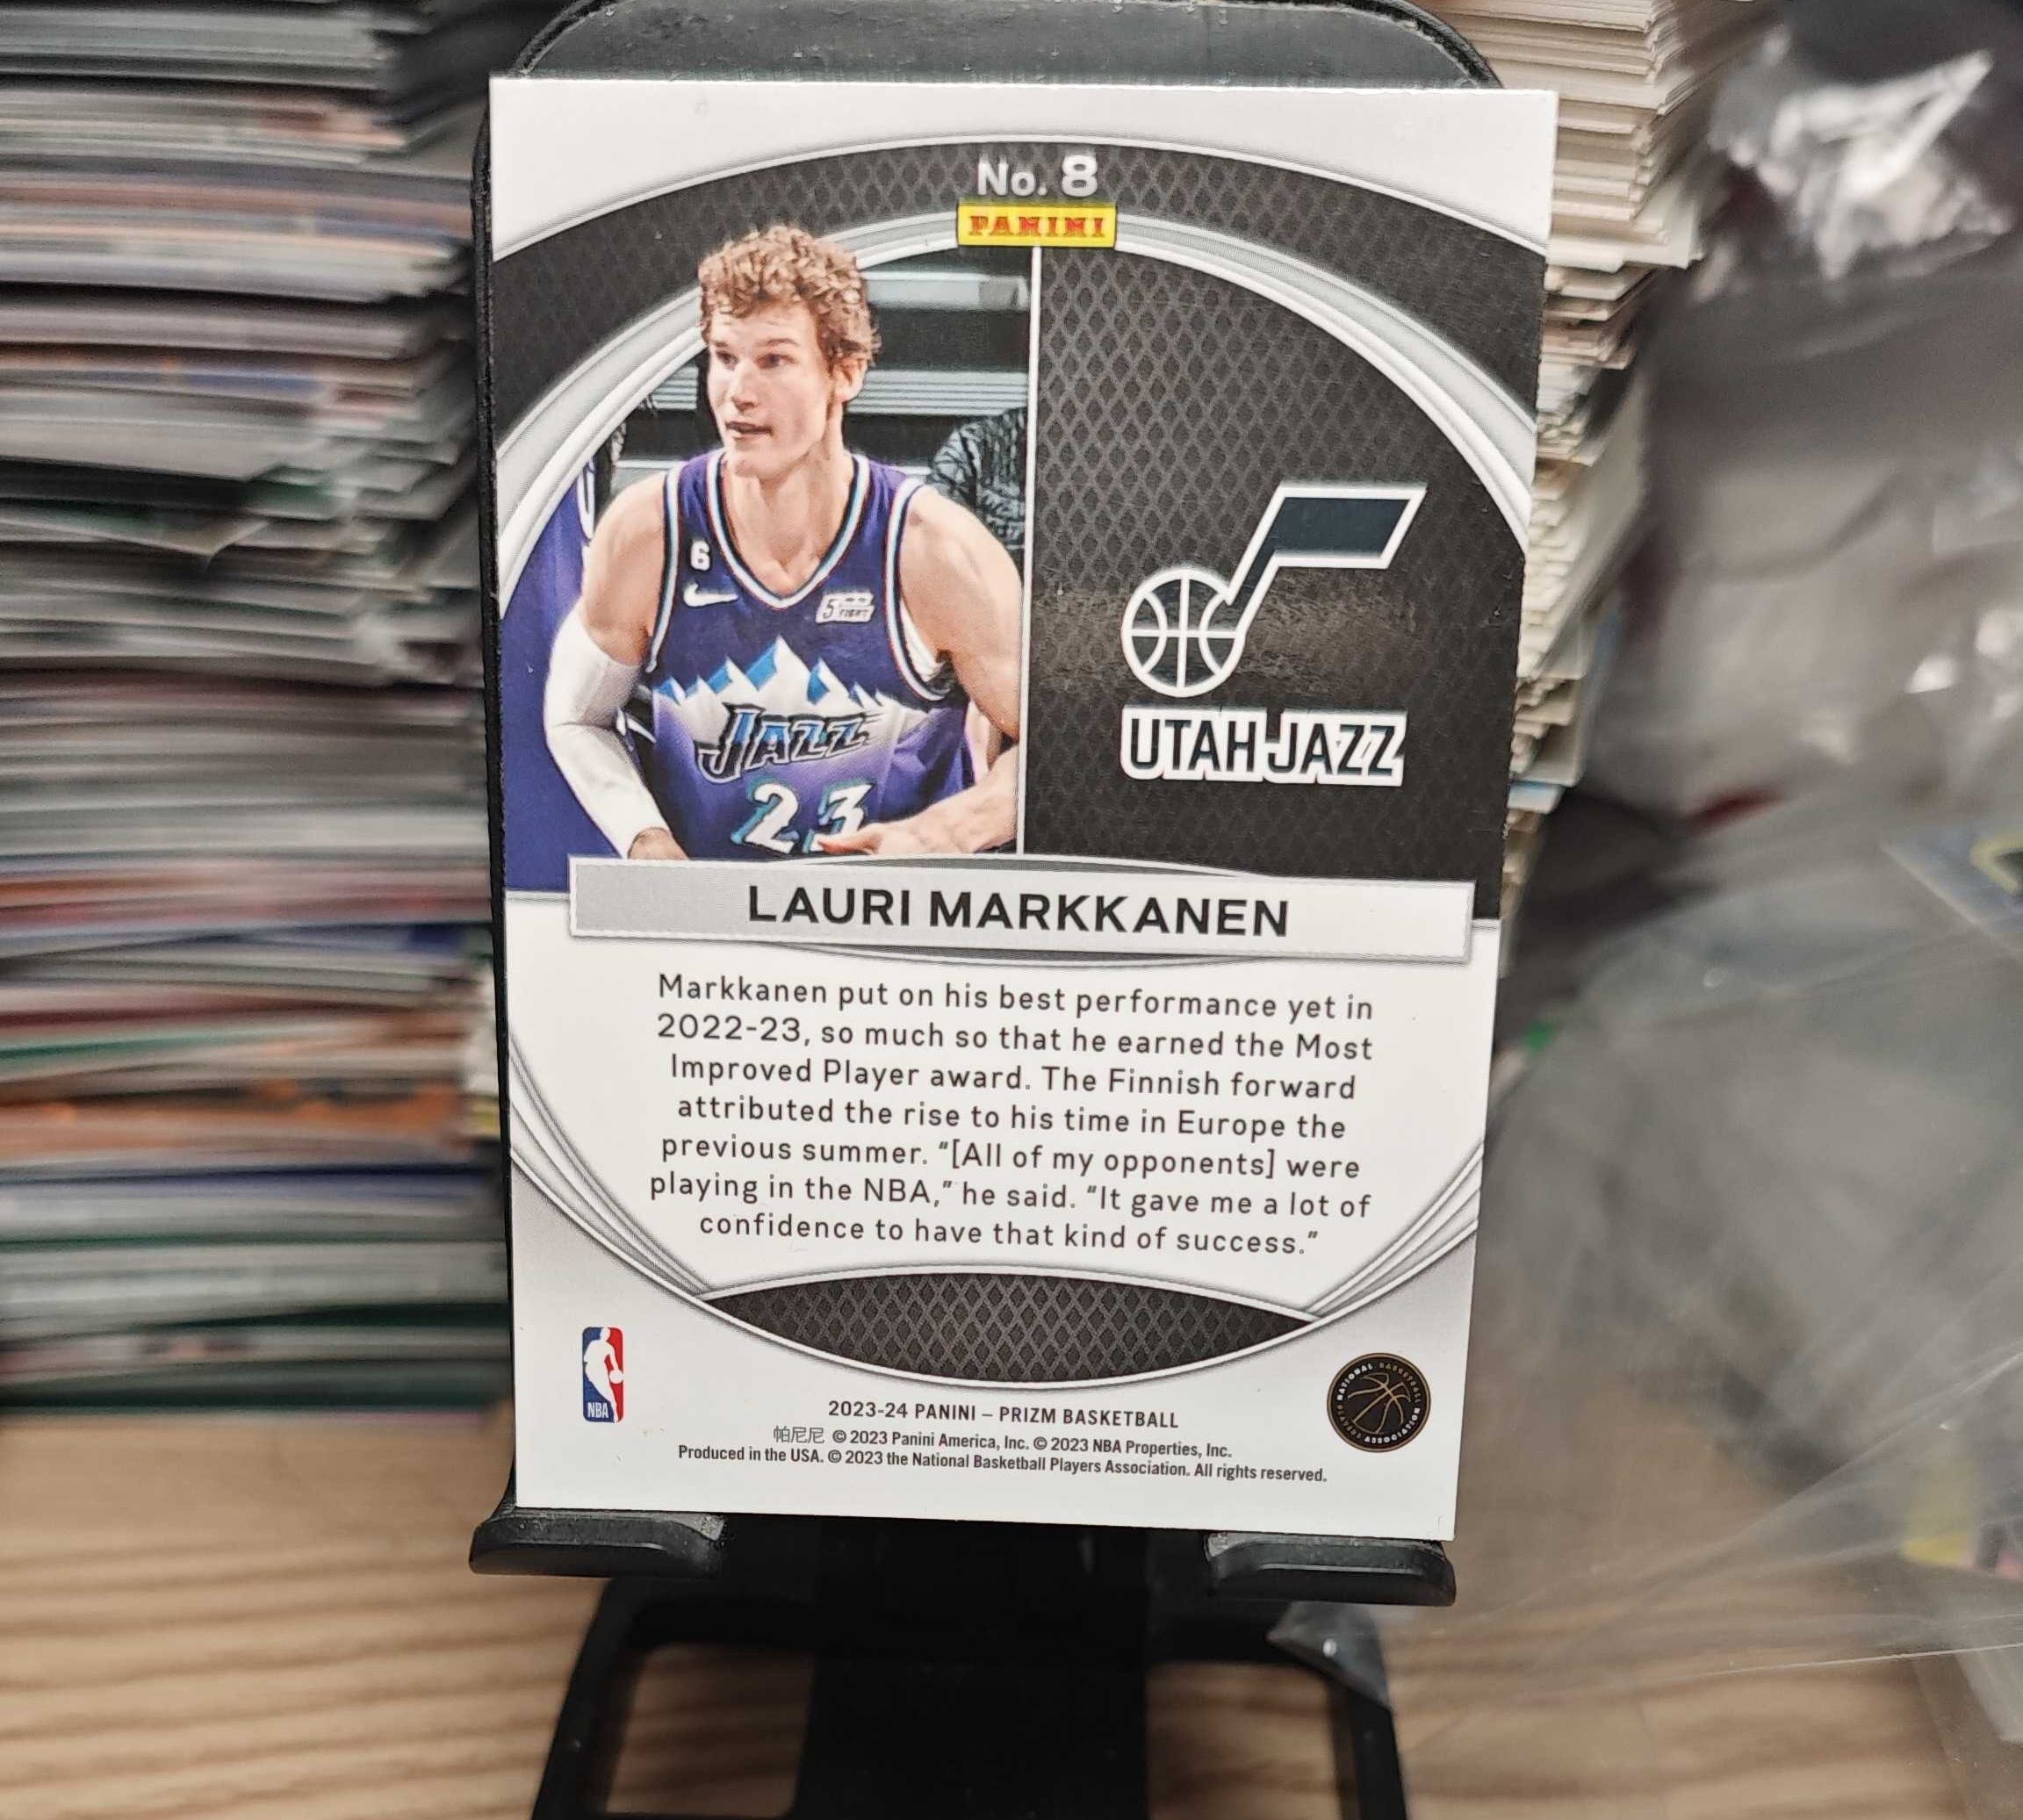 No. 8
PANINI
6
JAZZ
23
UTAH JAZZ
LAURI MARKKANEN
Markkanen put on his best performance yet in
2022-23, so much so that he earned the Most
Improved Player award. The Finnish forward
attributed the rise to his time in Europe the
previous summer. “[All of my opponents] were
playing in the NBA,” he said. “It gave me a lot of
confidence to have that kind of success.”
NBA
NATIONAL BASKETBALL PLAYERS ASSOCIATION
2023-24 PANINI – PRIZM BASKETBALL
帕尼尼 © 2023 Panini America, Inc. © 2023 NBA Properties, Inc.
Produced in the USA. © 2023 the National Basketball Players Association. All rights reserved.